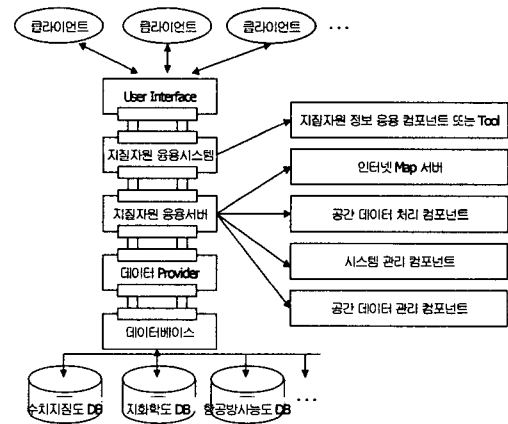 클라이언트 클라이언트 클라이언트 ...
User Interface
지질자원 응용시스템
지질자원 정보 응용 컴포넌트 또는 Tool
인터넷 Map 서버
지질자원 응용서버
공간 데이터 처리 컴포넌트
데이터 Provider
시스템 관리 컴포넌트
공간 데이터 관리 컴포넌트
데이터베이스
수치지질도 DB 지화학도 DB 항공방사능도 DB ...